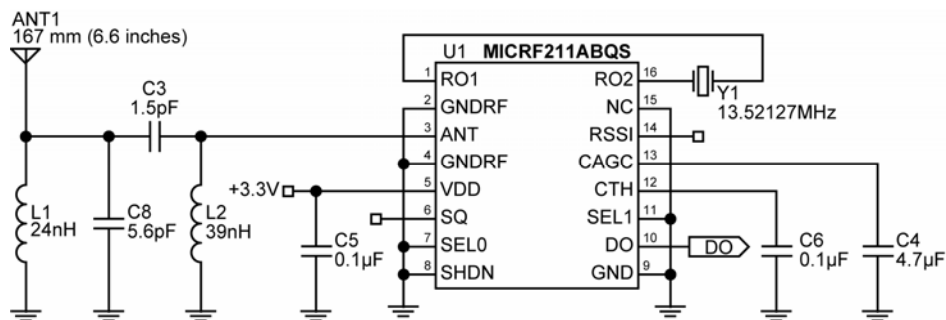 ANT1
167 mm (6.6 inches)
C3
1.5pF
L1
24nH
C8
5.6pF
L2
39nH
+3.3V
C5
0.1µF
U1 MICRF211ABQS
1 RO1 RO2 16
2 GNDRF NC 15
3 ANT RSSI 14
4 GNDRF CAGC 13
5 VDD CTH 12
6 SQ SEL1 11
7 SEL0 DO 10
8 SHDN GND 9
Y1
13.52127MHz
DO
C6
0.1µF
C4
4.7µF